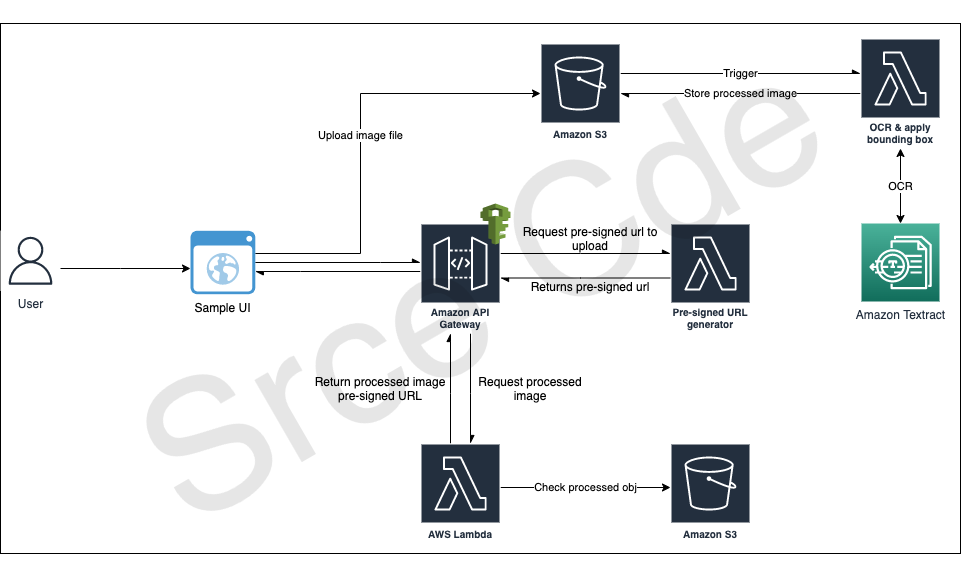 Trigger
Store processed image
Amazon S3
OCR & apply
bounding box
Upload image file
OCR
Request pre-signed url to
upload
</>
Returns pre-signed url
T
User
Sample UI
Amazon API
Gateway
Pre-signed URL
generator
Amazon Textract
Return processed image
pre-signed URL
Request processed
image
Check processed obj
AWS Lambda
Amazon S3
Srce Cde